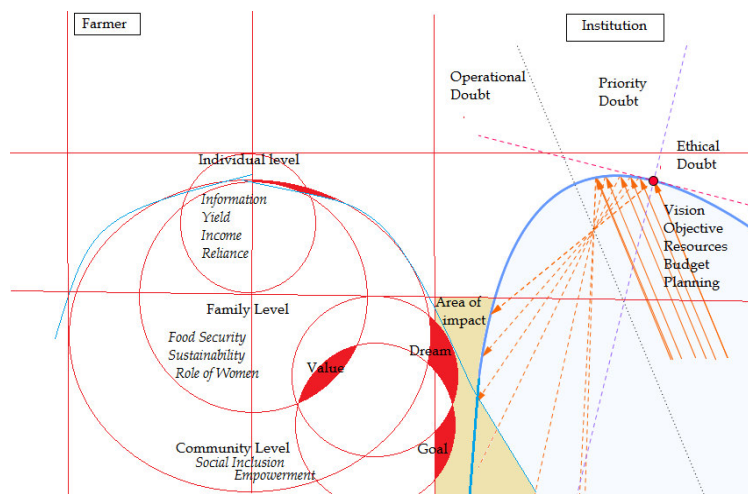 Farmer
Institution
Operational
Doubt
Priority
Doubt
Ethical
Doubt
Individual level
Information
Yield
Income
Reliance
Vision
Objective
Resources
Budget
Planning
Area of
impact
Family Level
Food Security
Sustainability
Role of Women
Value
Dream
Community Level
Social Inclusion
Empowerment
Goal